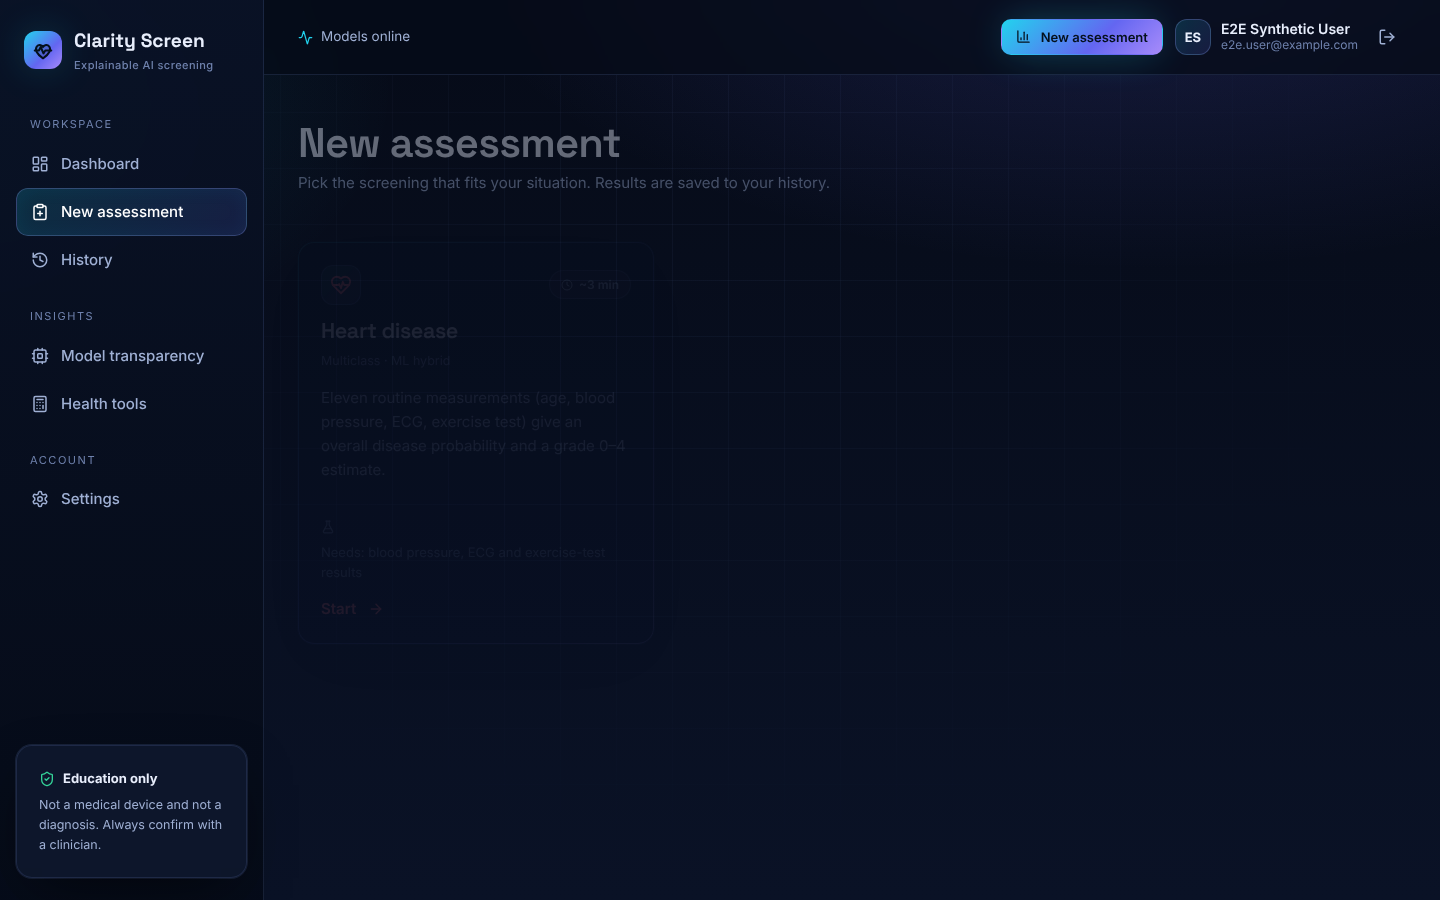 Clarity Screen
Explainable AI screening
WORKSPACE
Dashboard
New assessment
History
INSIGHTS
Model transparency
Health tools
ACCOUNT
Settings
Education only
Not a medical device and not a
diagnosis. Always confirm with
a clinician.
Models online
New assessment
ES
E2E Synthetic User
e2e.user@example.com
New assessment
Pick the screening that fits your situation. Results are saved to your history.
~3 min
Heart disease
Multiclass · ML hybrid
Eleven routine measurements (age, blood
pressure, ECG, exercise test) give an
overall disease probability and a grade 0–4
estimate.
Needs: blood pressure, ECG and exercise-test
results
Start